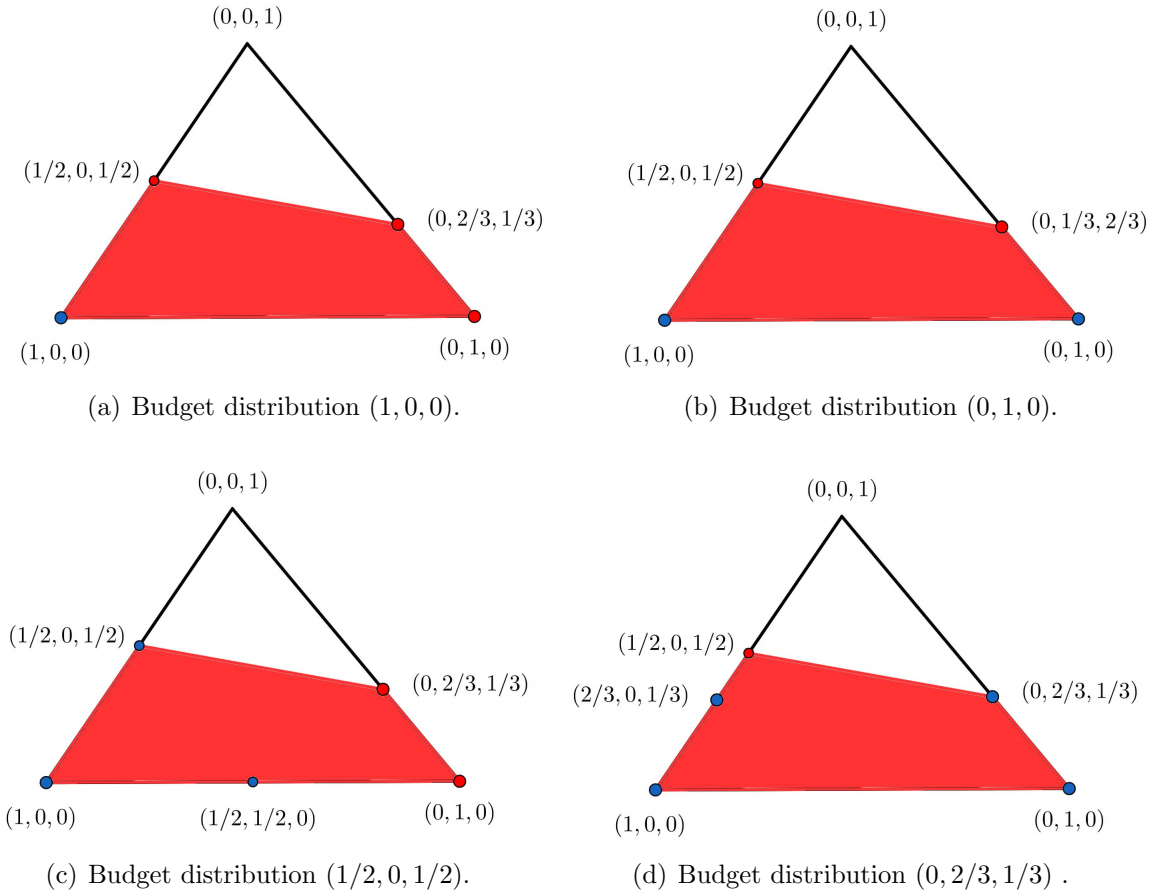 (0, 0, 1)
(1/2, 0, 1/2)
(0, 2/3, 1/3)
(1, 0, 0)
(0, 1, 0)
(a) Budget distribution (1, 0, 0).
(0, 0, 1)
(1/2, 0, 1/2)
(0, 1/3, 2/3)
(1, 0, 0)
(0, 1, 0)
(b) Budget distribution (0, 1, 0).
(0, 0, 1)
(1/2, 0, 1/2)
(0, 2/3, 1/3)
(1, 0, 0)
(1/2, 1/2, 0)
(0, 1, 0)
(c) Budget distribution (1/2, 0, 1/2).
(0, 0, 1)
(1/2, 0, 1/2)
(2/3, 0, 1/3)
(0, 2/3, 1/3)
(1, 0, 0)
(0, 1, 0)
(d) Budget distribution (0, 2/3, 1/3) .